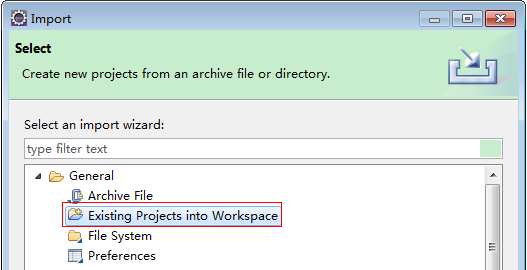 Import
Select
Create new projects from an archive file or directory.
Select an import wizard:
type filter text
General
Archive File
Existing Projects into Workspace
File System
Preferences